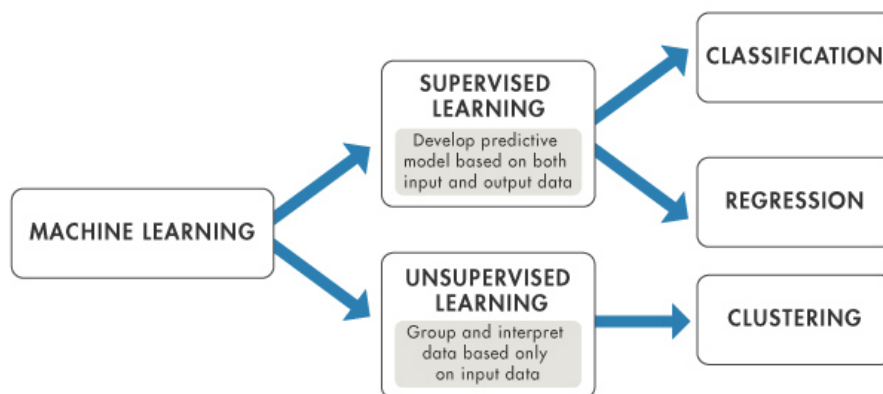 MACHINE LEARNING
SUPERVISED
LEARNING
Develop predictive
model based on both
input and output data
UNSUPERVISED
LEARNING
Group and interpret
data based only
on input data
CLASSIFICATION
REGRESSION
CLUSTERING